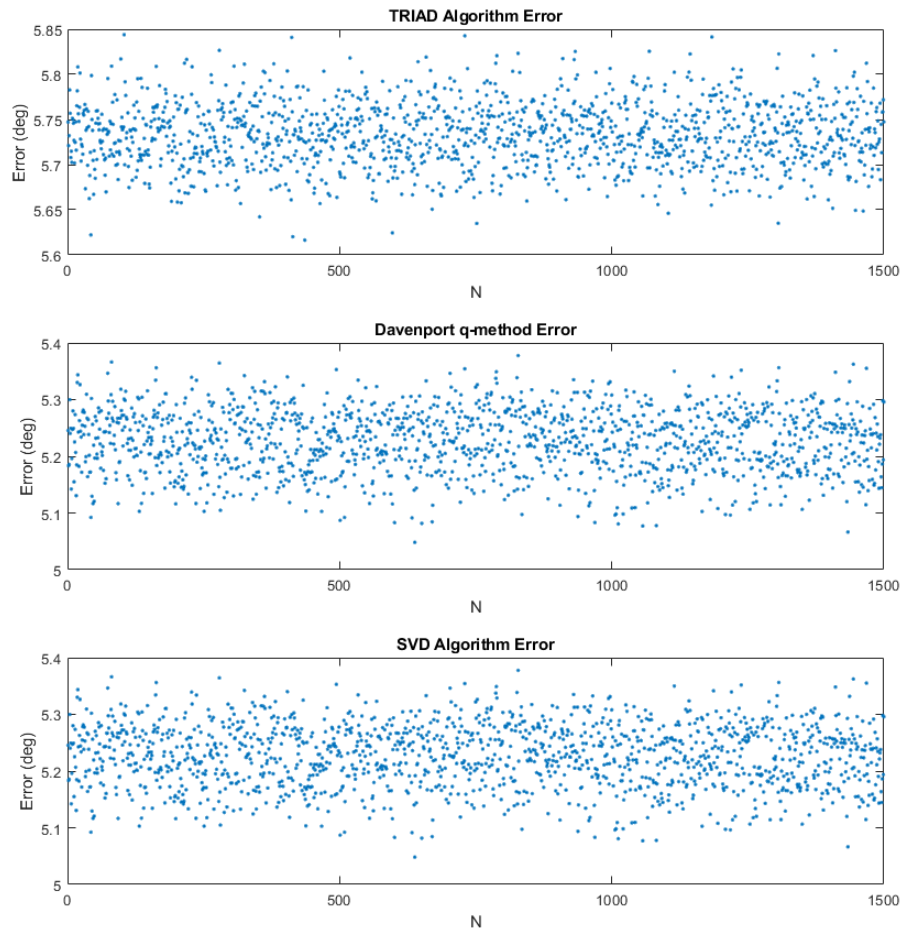 TRIAD Algorithm Error
5.85
5.8
5.75
5.7
5.65
5.6
Error (deg)
0 500 1000 1500
N
Davenport q-method Error
5.4
5.3
5.2
5.1
5
Error (deg)
0 500 1000 1500
N
SVD Algorithm Error
5.4
5.3
5.2
5.1
5
Error (deg)
0 500 1000 1500
N